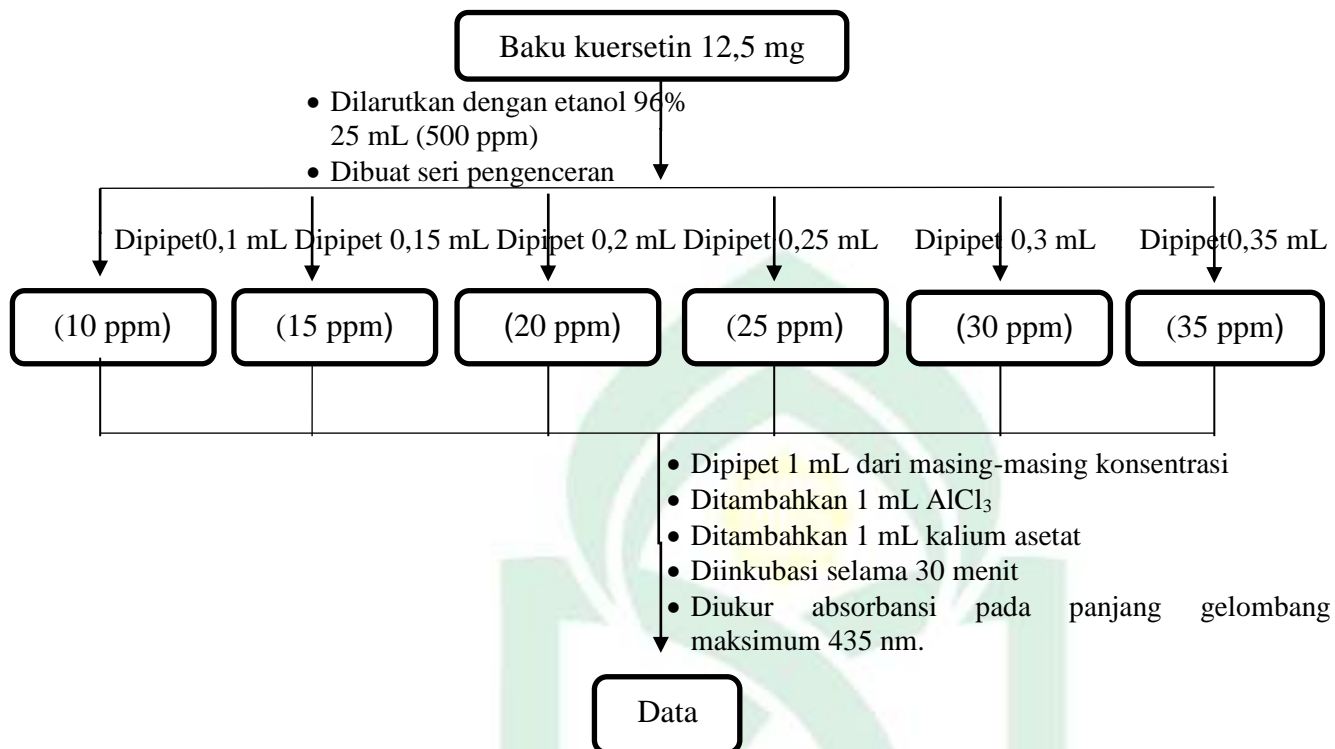 Baku kuersetin 12,5 mg
• Dilarutkan dengan etanol 96%
25 mL (500 ppm)
• Dibuat seri pengenceran
Dipipet0,1 mL Dipipet 0,15 mL Dipipet 0,2 mL Dipipet 0,25 mL Dipipet 0,3 mL Dipipet0,35 mL
(10 ppm) (15 ppm) (20 ppm) (25 ppm) (30 ppm) (35 ppm)
• Dipipet 1 mL dari masing-masing konsentrasi
• Ditambahkan 1 mL AlCl₃
• Ditambahkan 1 mL kalium asetat
• Diinkubasi selama 30 menit
• Diukur absorbansi pada panjang gelombang
maksimum 435 nm.
Data